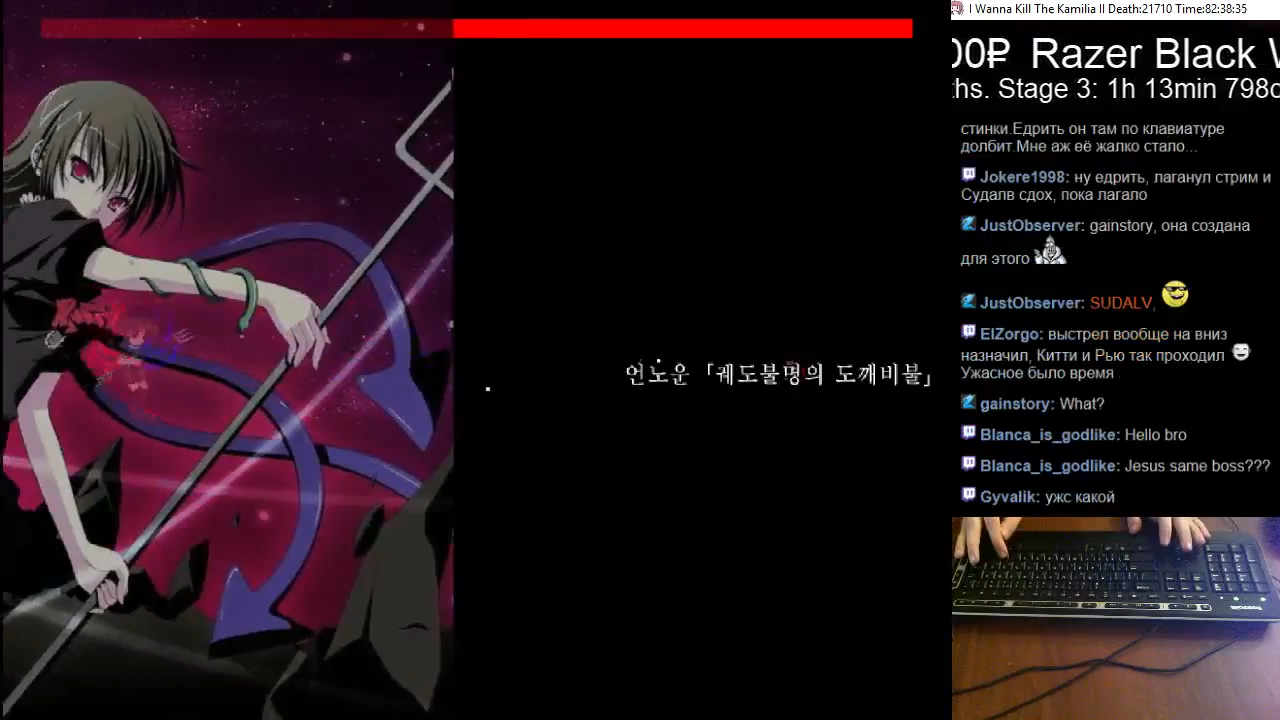 I Wanna Kill The Kamilia II Death:21710 Time:82:38:35
00₽ Razer Black W
ths. Stage 3: 1h 13min 798d
стинки.Едрить он там по клавиатуре
долбит.Мне аж её жалко стало...
Jokere1998: ну едрить, лаганул стрим и
Судалв сдох, пока лагало
JustObserver: gainstory, она создана
для этого
JustObserver: SUDALV,
ElZorgo: выстрел вообще на вниз
назначил, Китти и Рью так проходил
Ужасное было время
gainstory: What?
Blanca_is_godlike: Hello bro
Blanca_is_godlike: Jesus same boss???
Gyvalik: ужс какой
언노운「궤도불명의 도깨비불」